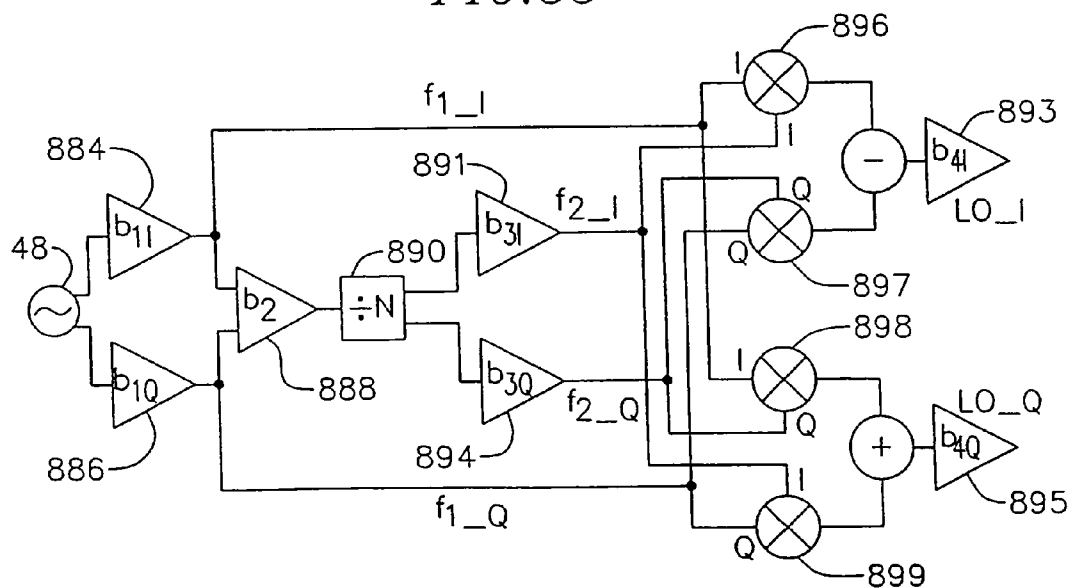 896
I
f1_I
884
893
891
b4I
I
b1I
f2_I
Q
LO_I
48
b3I
890
Q
b2
÷N
897
898
I
b1Q
888
b3Q
LO_Q
f2_Q
Q
b4Q
886
894
I
895
f1_Q
Q
899